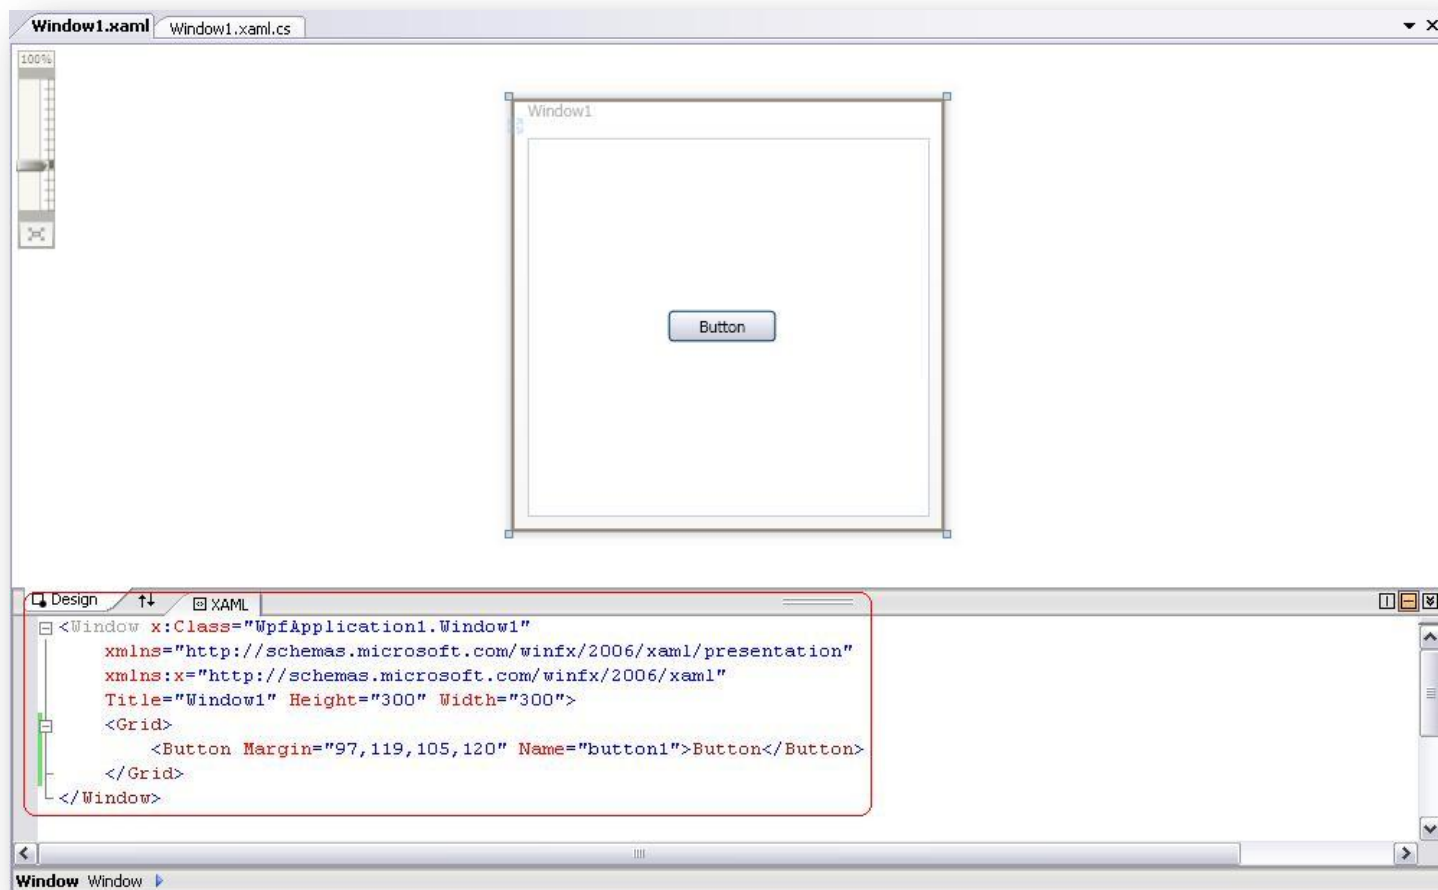 Window1.xaml Window1.xaml.cs
100%
Window1
Button
Design XAML
<Window x:Class="WpfApplication1.Window1"
xmlns="http://schemas.microsoft.com/winfx/2006/xaml/presentation"
xmlns:x="http://schemas.microsoft.com/winfx/2006/xaml"
Title="Window1" Height="300" Width="300">
<Grid>
<Button Margin="97,119,105,120" Name="button1">Button</Button>
</Grid>
</Window>
Window Window